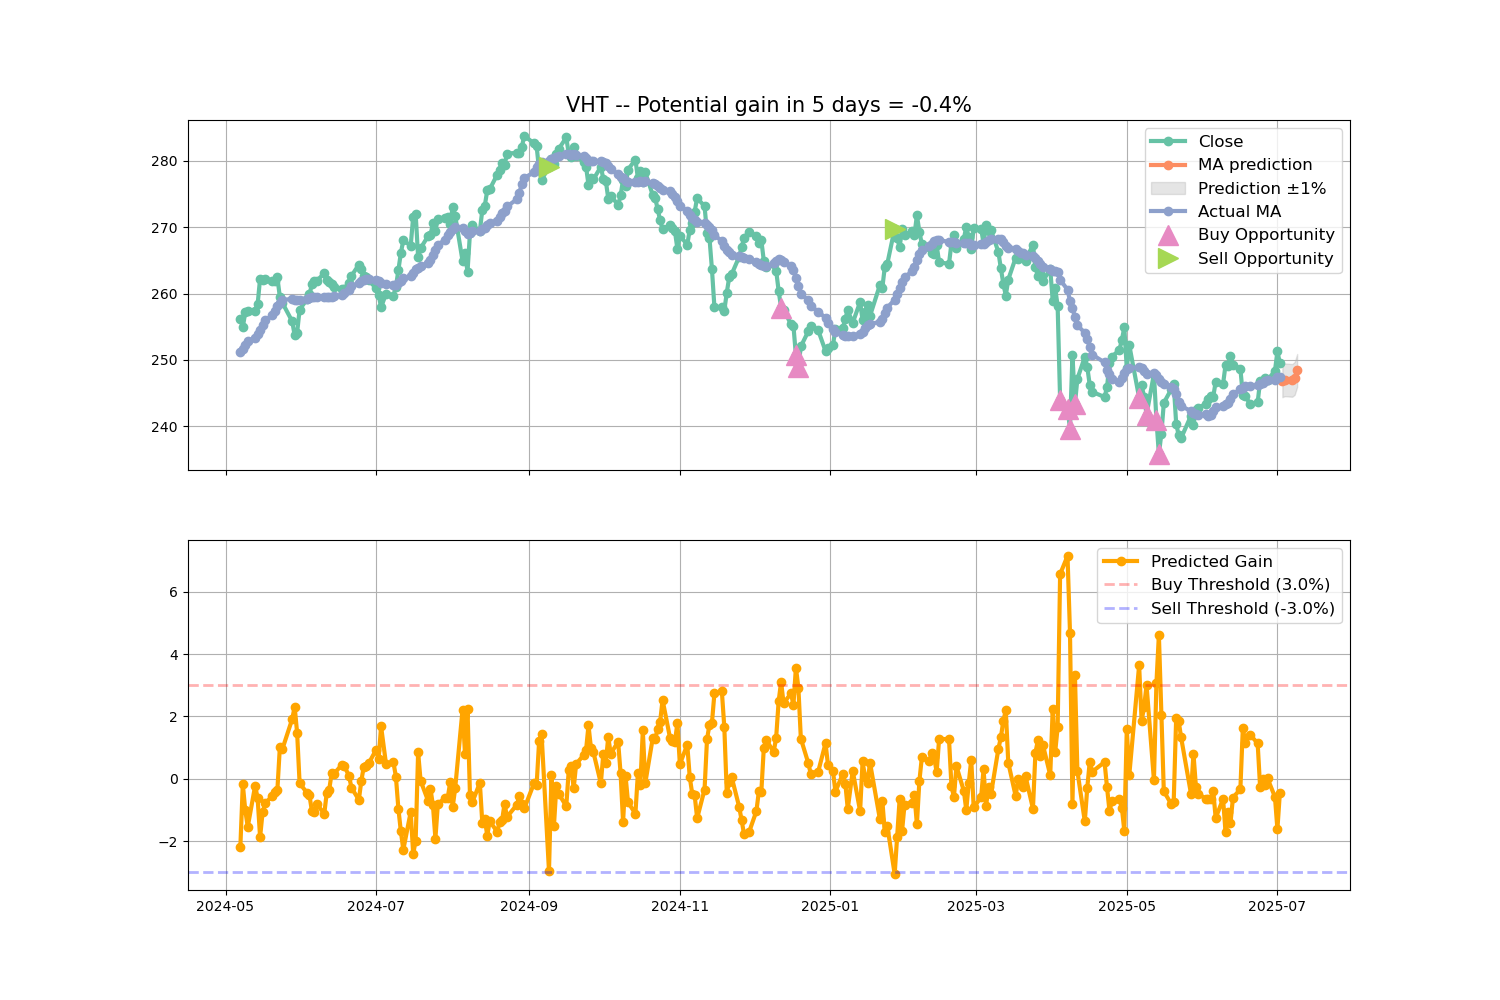 VHT -- Potential gain in 5 days = -0.4%
Close
MA prediction
Prediction ±1%
Actual MA
Buy Opportunity
Sell Opportunity
280
270
260
250
240
Predicted Gain
Buy Threshold (3.0%)
Sell Threshold (-3.0%)
6
4
2
0
−2
2024-05 2024-07 2024-09 2024-11 2025-01 2025-03 2025-05 2025-07